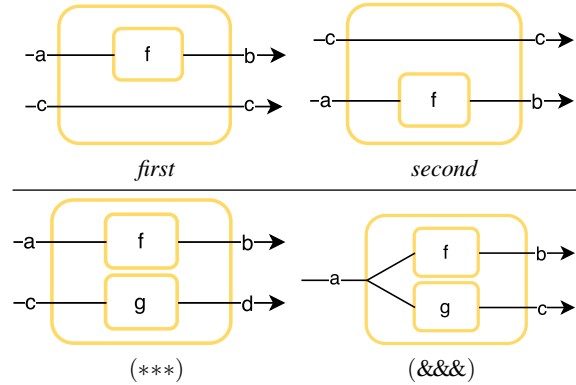 a f b
c c
first
c c
a f b
second
a f b
c g d
(***)
a f b
g c
(&&&)